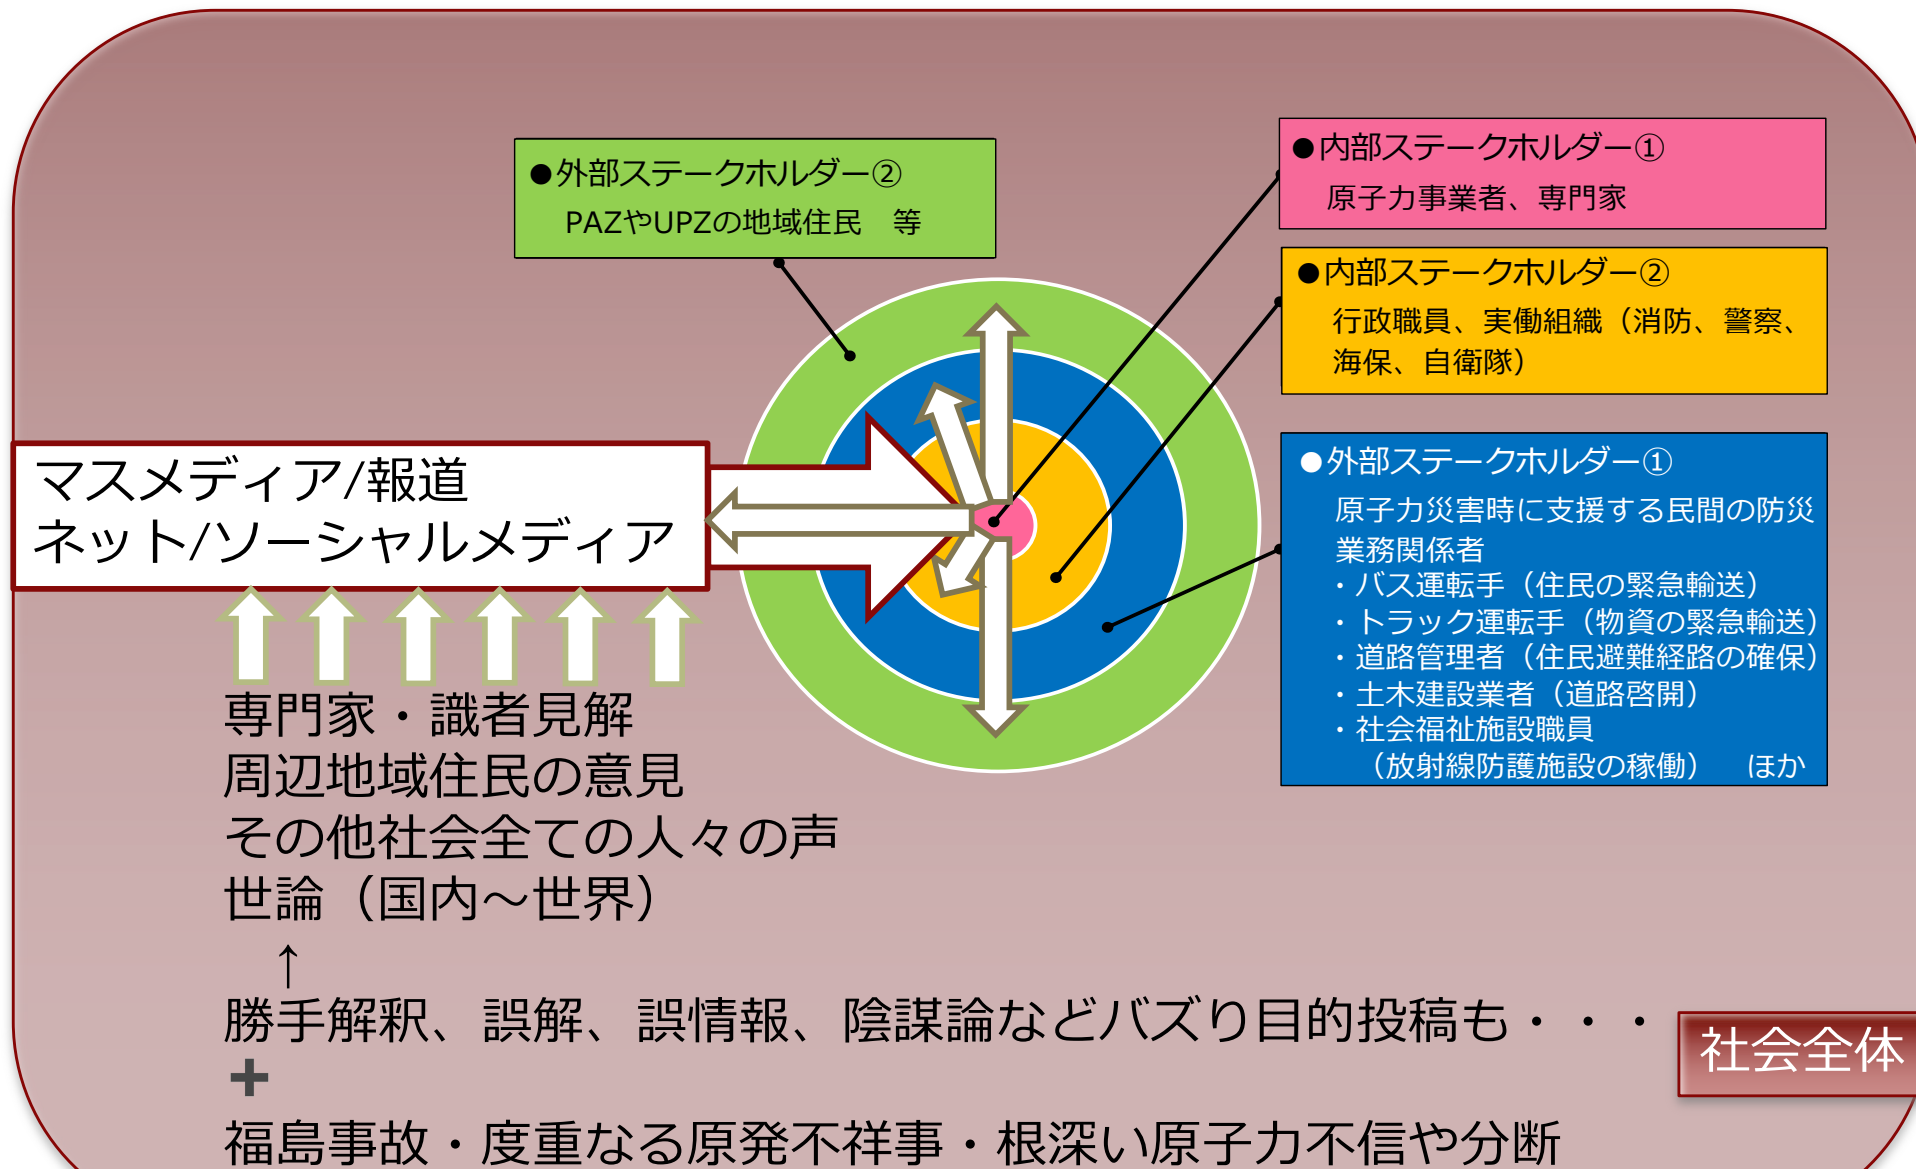 ●外部ステークホルダー②
PAZやUPZの地域住民　等
●内部ステークホルダー①
原子力事業者、専門家
●内部ステークホルダー②
行政職員、実働組織（消防、警察、
海保、自衛隊）
●外部ステークホルダー①
原子力災害時に支援する民間の防災
業務関係者
・バス運転手（住民の緊急輸送）
・トラック運転手（物資の緊急輸送）
・道路管理者（住民避難経路の確保）
・土木建設業者（道路啓開）
・社会福祉施設職員
（放射線防護施設の稼働）　ほか
マスメディア/報道
ネット/ソーシャルメディア
専門家・識者見解
周辺地域住民の意見
その他社会全ての人々の声
世論（国内～世界）
↑
勝手解釈、誤解、誤情報、陰謀論などバズり目的投稿も・・・
+
福島事故・度重なる原発不祥事・根深い原子力不信や分断
社会全体